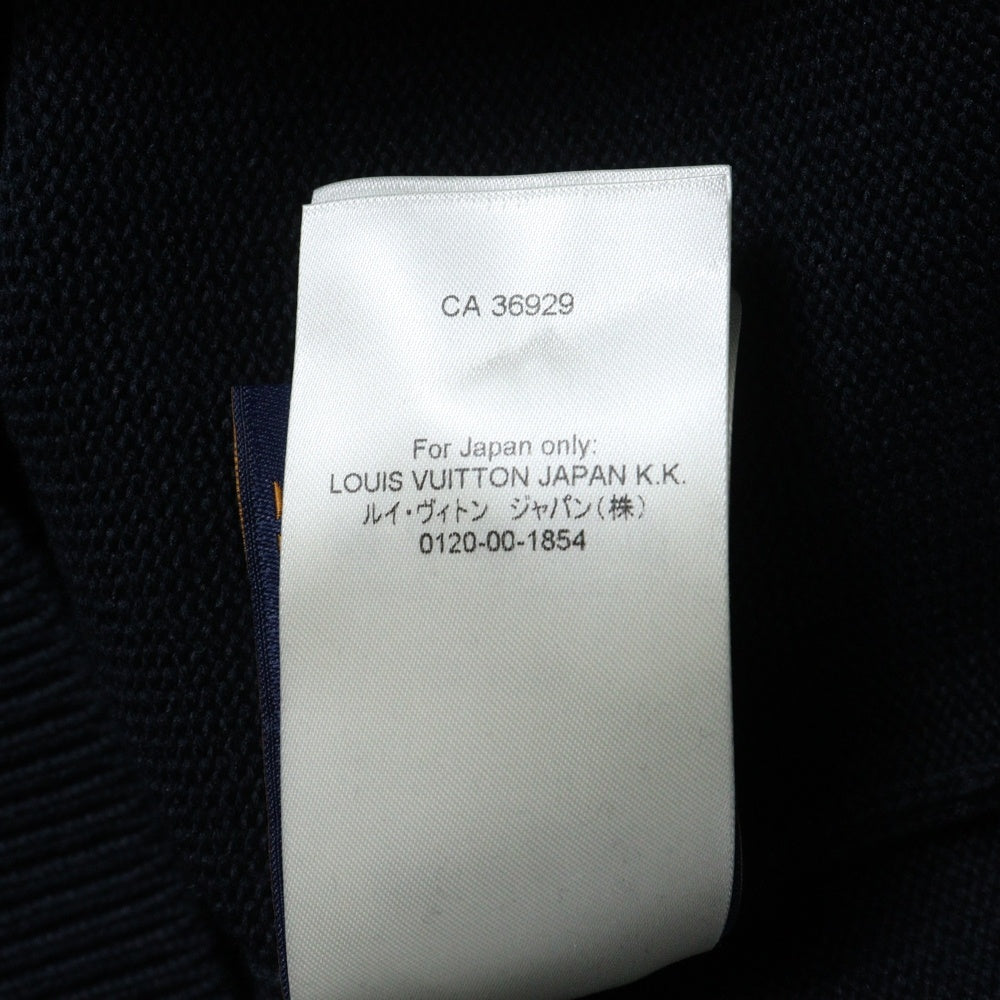 CA 36929
For Japan only:
LOUIS VUITTON JAPAN K.K.
ルイ・ヴィトン ジャパン(株)
0120-00-1854